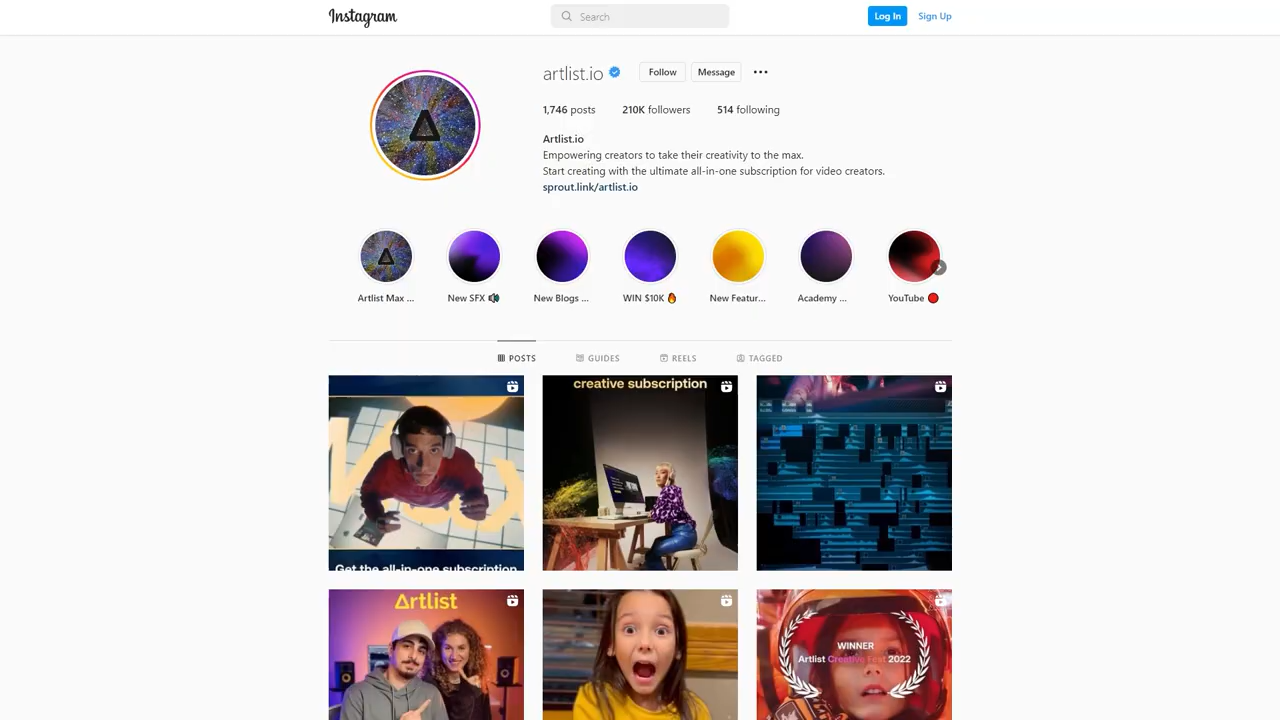 Instagram
Search
Log In
Sign Up
artlist.io
Follow
Message
1,746 posts
210K followers
514 following
Artlist.io
Empowering creators to take their creativity to the max.
Start creating with the ultimate all-in-one subscription for video creators.
sprout.link/artlist.io
Artlist Max ...
New SFX 🔊
New Blogs ...
WIN $10K 🔥
New Featur...
Academy ...
YouTube 🔴
POSTS
GUIDES
REELS
TAGGED
Get the all-in-one subscription
creative subscription
Artlist
WINNER
Artlist Creative Fest 2022